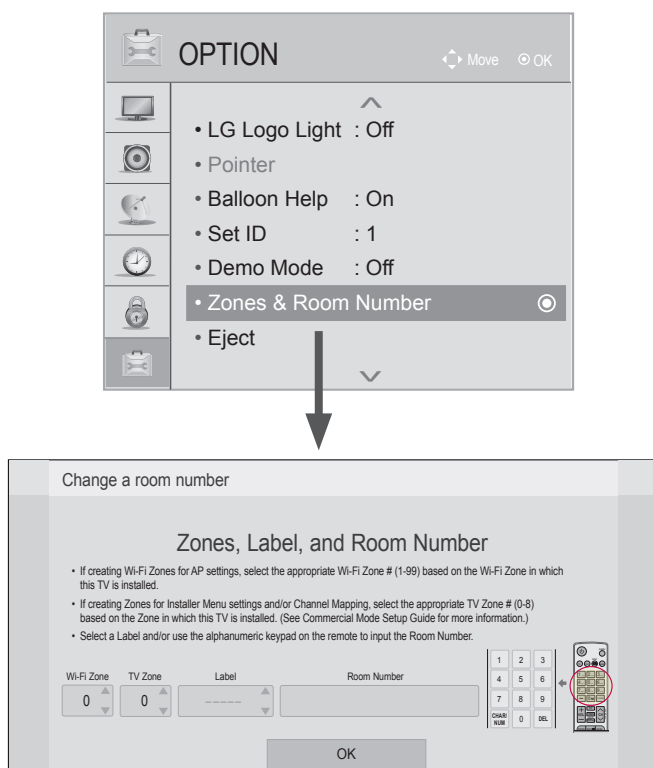 OPTION
Move
OK
• LG Logo Light : Off
• Pointer
• Balloon Help : On
• Set ID : 1
• Demo Mode : Off
• Zones & Room Number
• Eject
Change a room number
Zones, Label, and Room Number
• If creating Wi-Fi Zones for AP settings, select the appropriate Wi-Fi Zone # (1-99) based on the Wi-Fi Zone in which
this TV is installed.
• If creating Zones for Installer Menu settings and/or Channel Mapping, select the appropriate TV Zone # (0-8)
based on the Zone in which this TV is installed. (See Commercial Mode Setup Guide for more information.)
• Select a Label and/or use the alphanumeric keypad on the remote to input the Room Number.
Wi-Fi Zone TV Zone Label Room Number
0 0 -----
1 2 3
4 5 6
7 8 9
CHAR/
NUM 0 DEL
OK